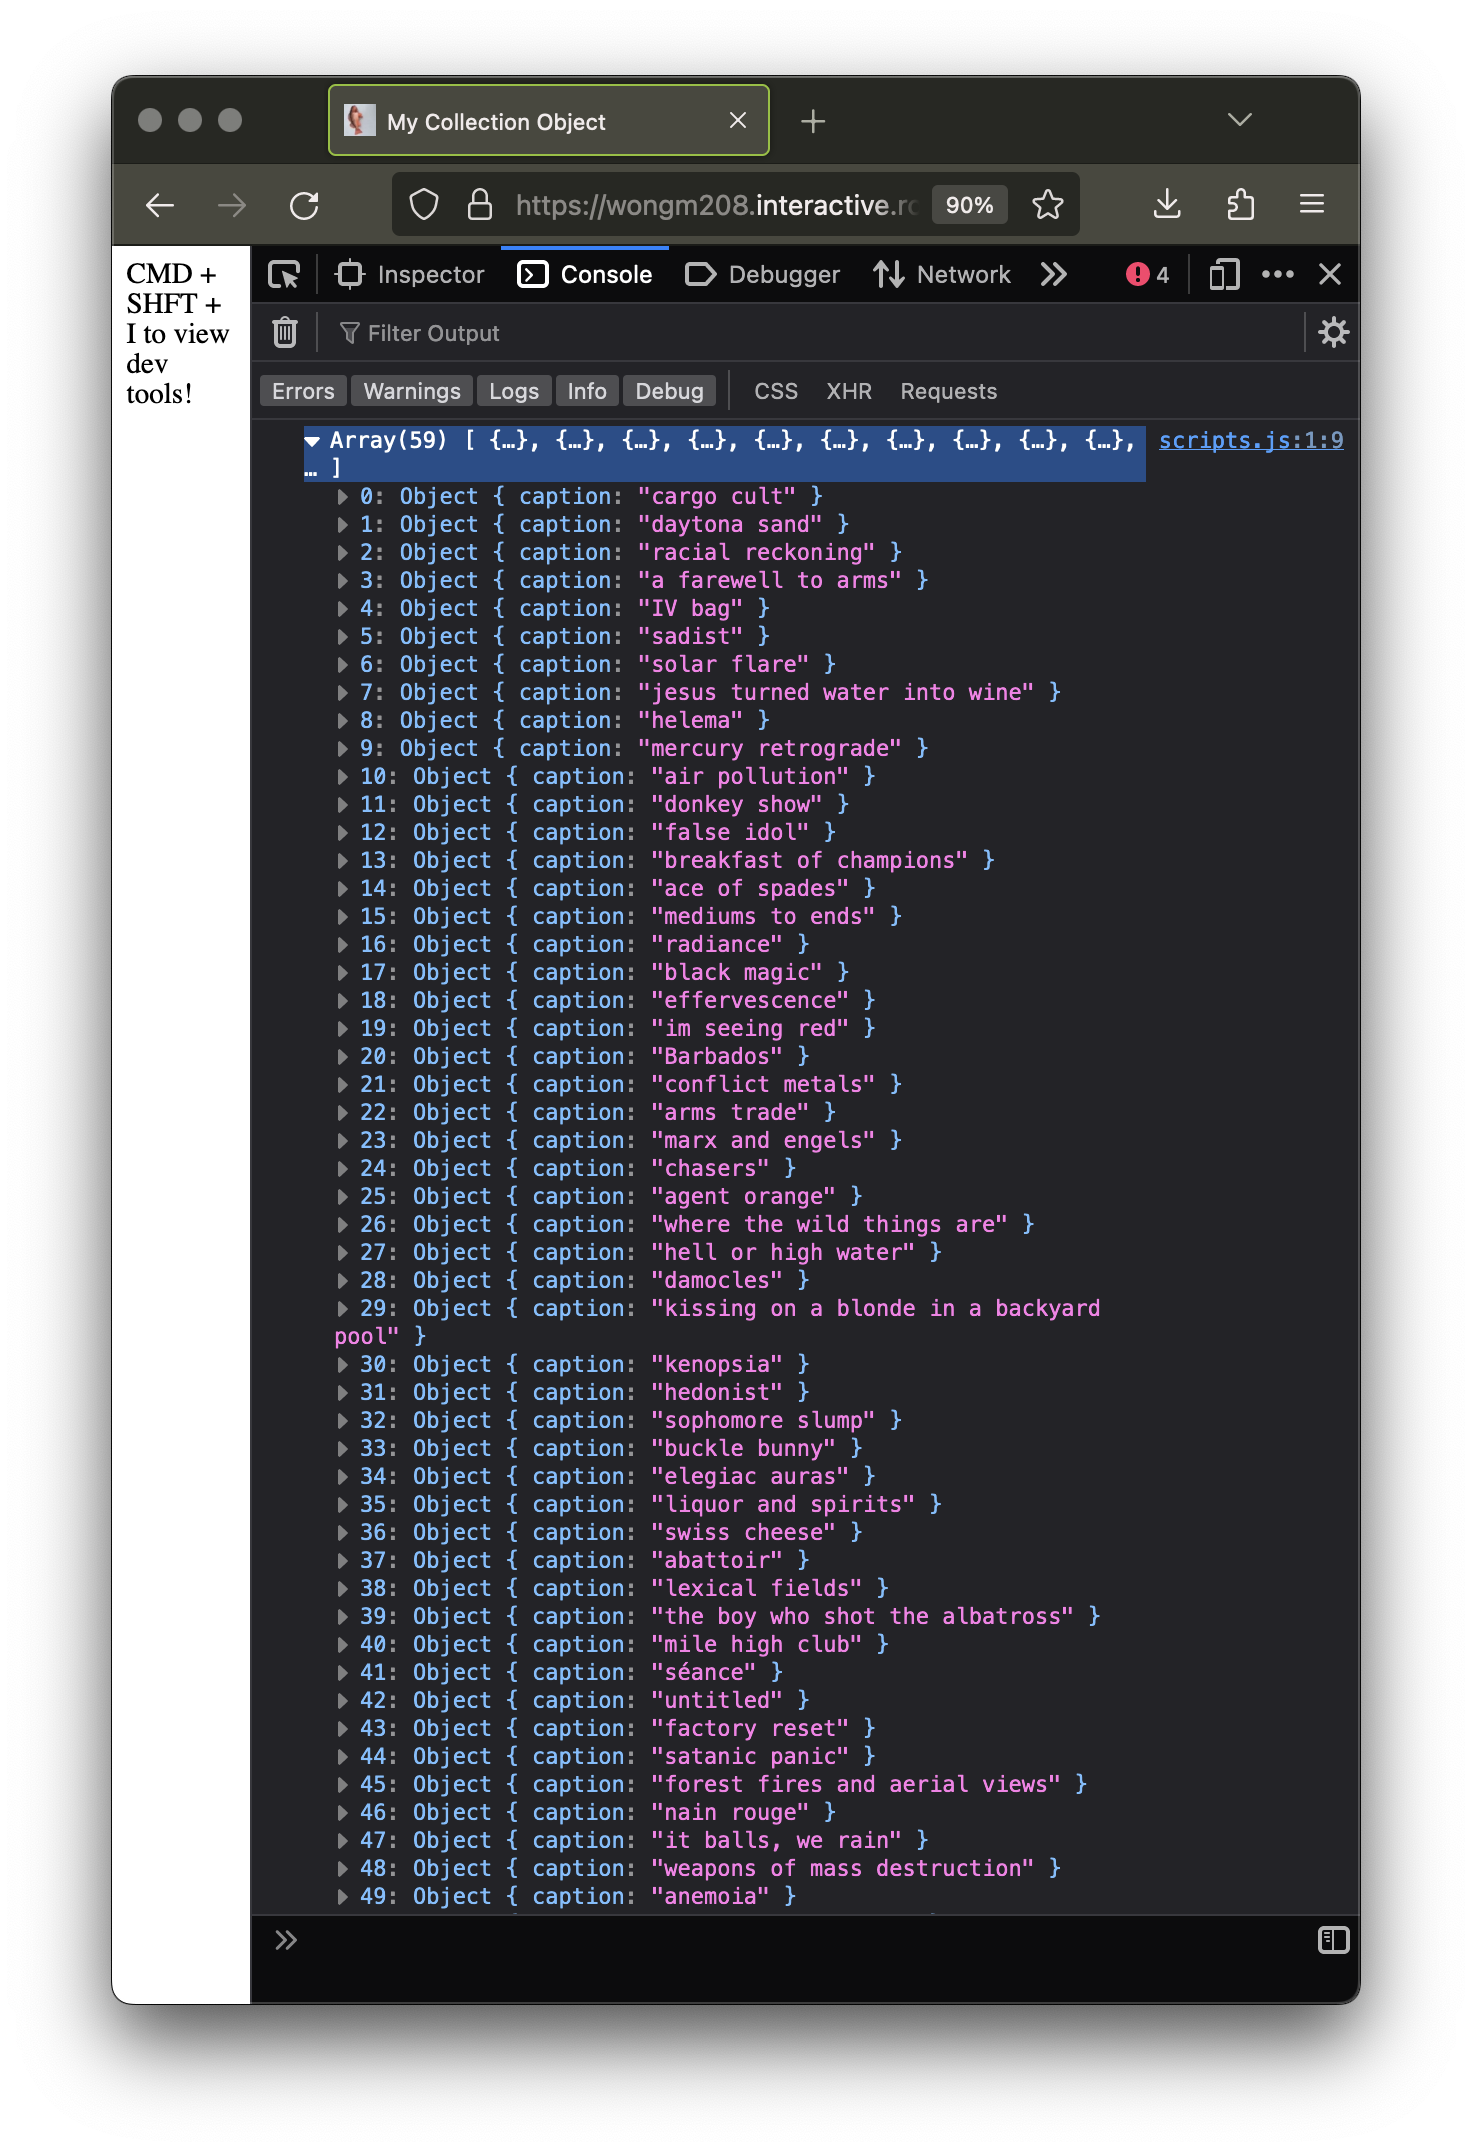 My Collection Object
https://wongm208.interactive.rc 90%
CMD +
SHFT +
I to view
dev
tools!
Inspector Console Debugger Network 4
Filter Output
Errors Warnings Logs Info Debug CSS XHR Requests
Array(59) [ {…}, {…}, {…}, {…}, {…}, {…}, {…}, {…}, {…}, {…}, scripts.js:1:9
… ]
0: Object { caption: "cargo cult" }
1: Object { caption: "daytona sand" }
2: Object { caption: "racial reckoning" }
3: Object { caption: "a farewell to arms" }
4: Object { caption: "IV bag" }
5: Object { caption: "sadist" }
6: Object { caption: "solar flare" }
7: Object { caption: "jesus turned water into wine" }
8: Object { caption: "helema" }
9: Object { caption: "mercury retrograde" }
10: Object { caption: "air pollution" }
11: Object { caption: "donkey show" }
12: Object { caption: "false idol" }
13: Object { caption: "breakfast of champions" }
14: Object { caption: "ace of spades" }
15: Object { caption: "mediums to ends" }
16: Object { caption: "radiance" }
17: Object { caption: "black magic" }
18: Object { caption: "effervescence" }
19: Object { caption: "im seeing red" }
20: Object { caption: "Barbados" }
21: Object { caption: "conflict metals" }
22: Object { caption: "arms trade" }
23: Object { caption: "marx and engels" }
24: Object { caption: "chasers" }
25: Object { caption: "agent orange" }
26: Object { caption: "where the wild things are" }
27: Object { caption: "hell or high water" }
28: Object { caption: "damocles" }
29: Object { caption: "kissing on a blonde in a backyard
pool" }
30: Object { caption: "kenopsia" }
31: Object { caption: "hedonist" }
32: Object { caption: "sophomore slump" }
33: Object { caption: "buckle bunny" }
34: Object { caption: "elegiac auras" }
35: Object { caption: "liquor and spirits" }
36: Object { caption: "swiss cheese" }
37: Object { caption: "abattoir" }
38: Object { caption: "lexical fields" }
39: Object { caption: "the boy who shot the albatross" }
40: Object { caption: "mile high club" }
41: Object { caption: "séance" }
42: Object { caption: "untitled" }
43: Object { caption: "factory reset" }
44: Object { caption: "satanic panic" }
45: Object { caption: "forest fires and aerial views" }
46: Object { caption: "nain rouge" }
47: Object { caption: "it balls, we rain" }
48: Object { caption: "weapons of mass destruction" }
49: Object { caption: "anemoia" }